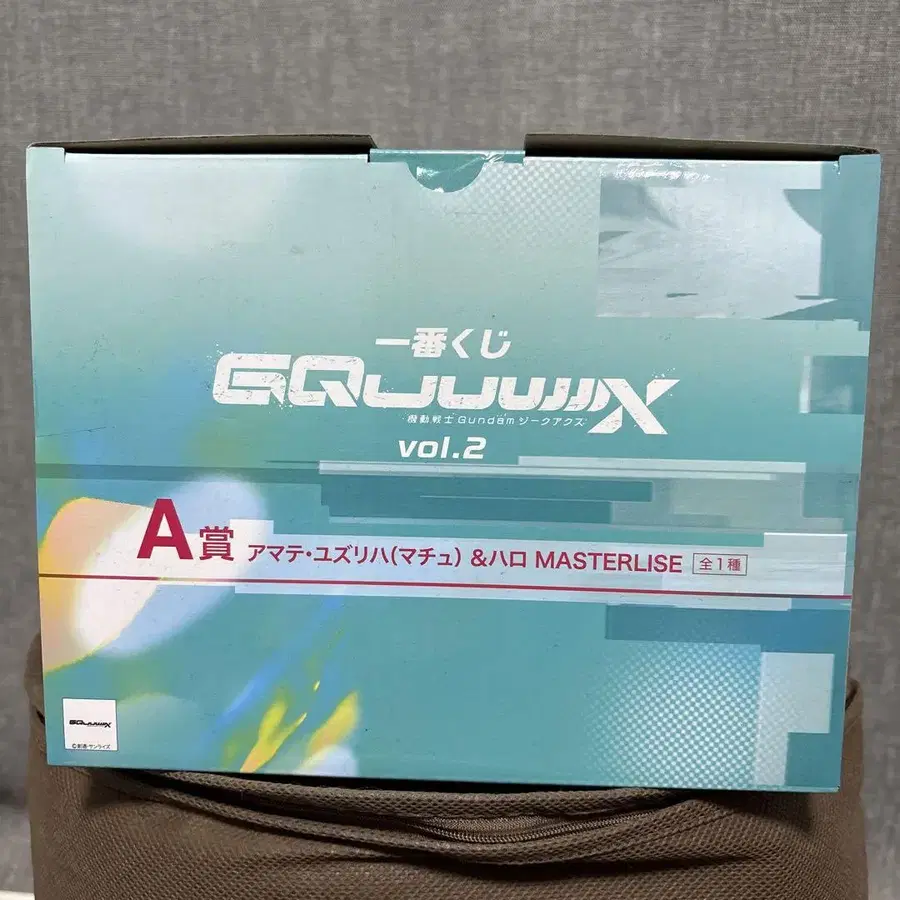 一番くじ
GQuuuuuuX
機動戦士Gundamジークアクス
vol.2
A賞 アマテ・ユズリハ(マチュ) &ハロ MASTERLISE 全1種
GQuuuuuuX
©創通・サンライズ